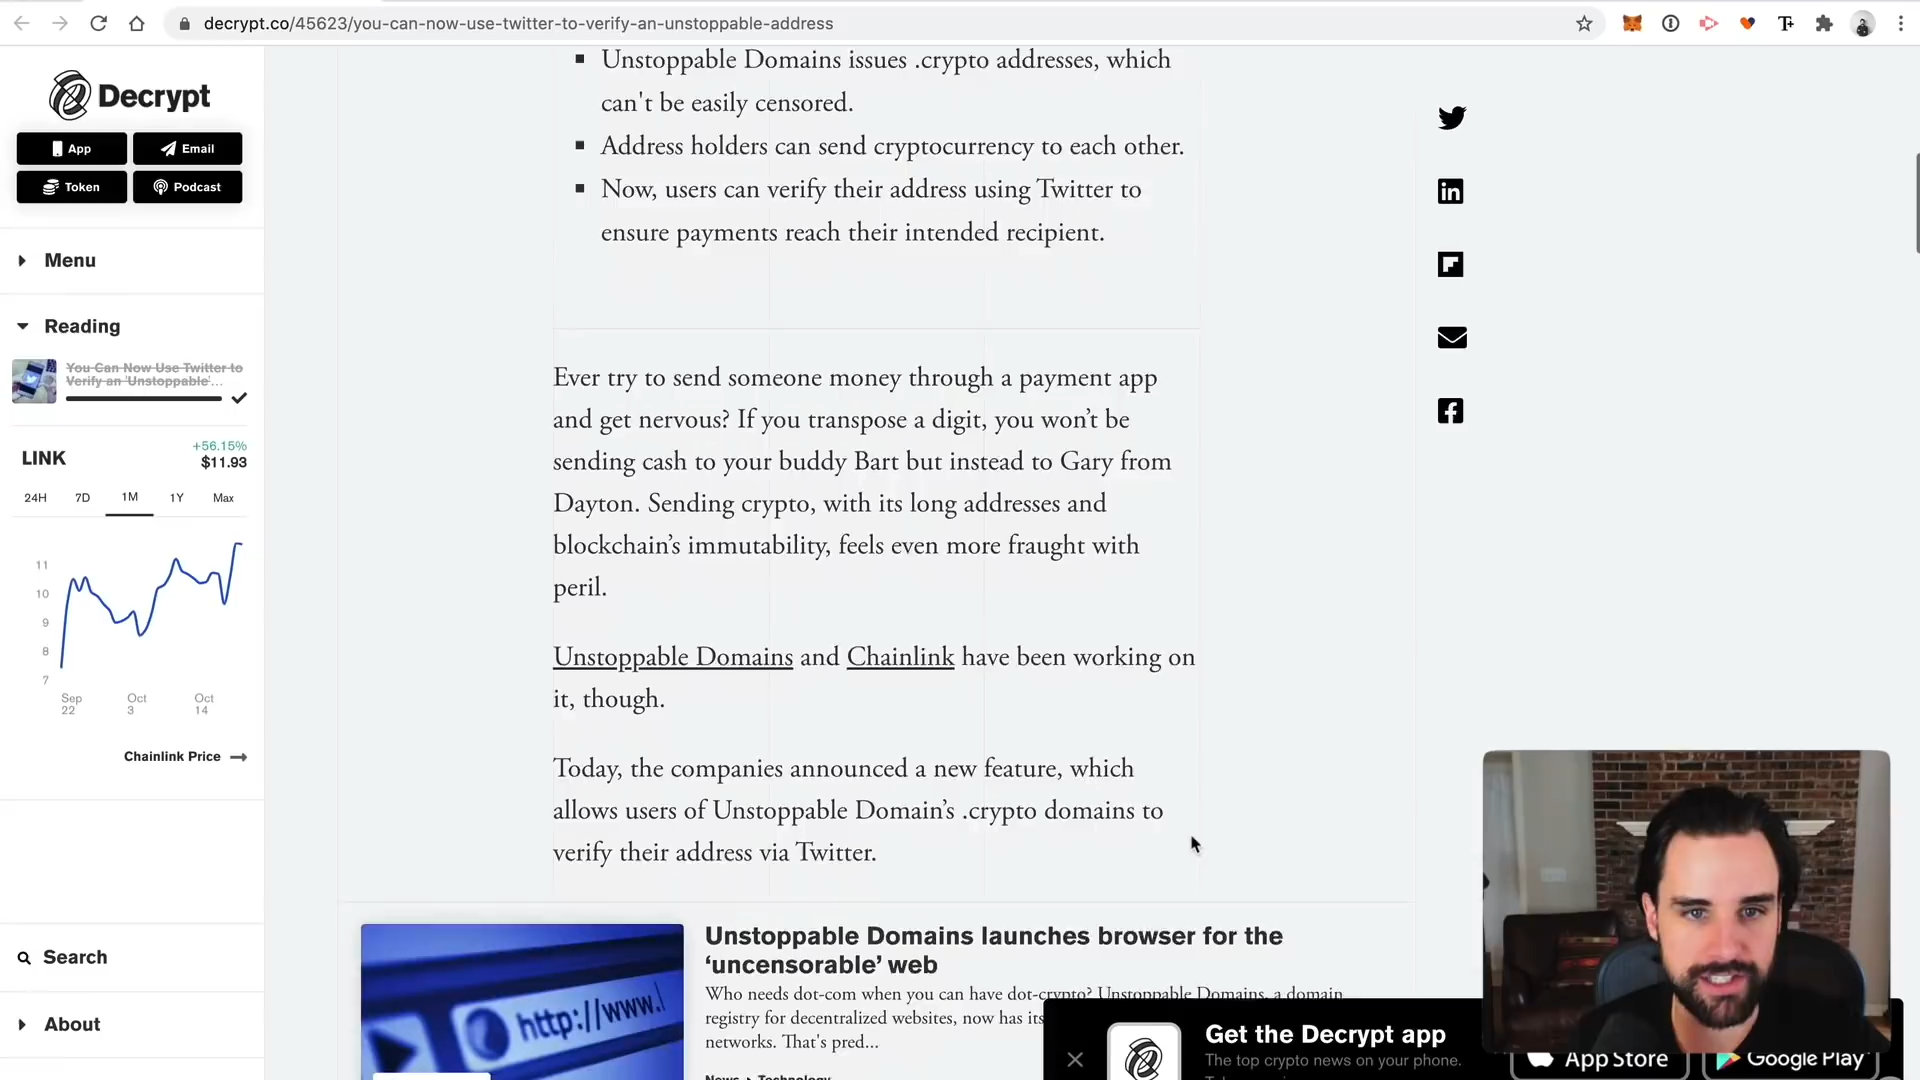 decrypt.co/45623/you-can-now-use-twitter-to-verify-an-unstoppable-address
Decrypt
App
Email
Token
Podcast
Menu
Reading
You Can Now Use Twitter to
Verify an 'Unstoppable'...
LINK
+56.15%
$11.93
24H 7D 1M 1Y Max
11
10
9
8
7
Sep
22
Oct
3
Oct
14
Chainlink Price
Search
About
Unstoppable Domains issues .crypto addresses, which
can't be easily censored.
Address holders can send cryptocurrency to each other.
Now, users can verify their address using Twitter to
ensure payments reach their intended recipient.
Ever try to send someone money through a payment app
and get nervous? If you transpose a digit, you won’t be
sending cash to your buddy Bart but instead to Gary from
Dayton. Sending crypto, with its long addresses and
blockchain’s immutability, feels even more fraught with
peril.
Unstoppable Domains and Chainlink have been working on
it, though.
Today, the companies announced a new feature, which
allows users of Unstoppable Domain’s .crypto domains to
verify their address via Twitter.
http://www.
Unstoppable Domains launches browser for the
‘uncensorable’ web
Who needs dot-com when you can have dot-crypto? Unstoppable Domains, a domain
registry for decentralized websites, now has its
networks. That's pred...
News Technology
Get the Decrypt app
The top crypto news on your phone.
App Store
Google Play